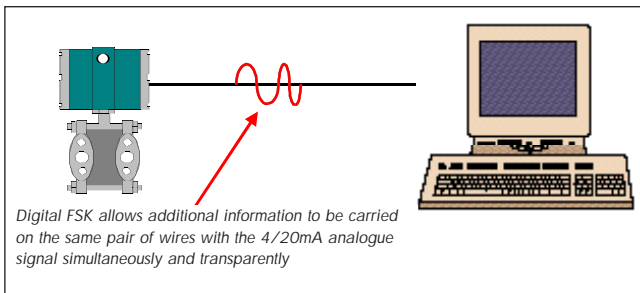 Digital FSK allows additional information to be carried
on the same pair of wires with the 4/20mA analogue
signal simultaneously and transparently